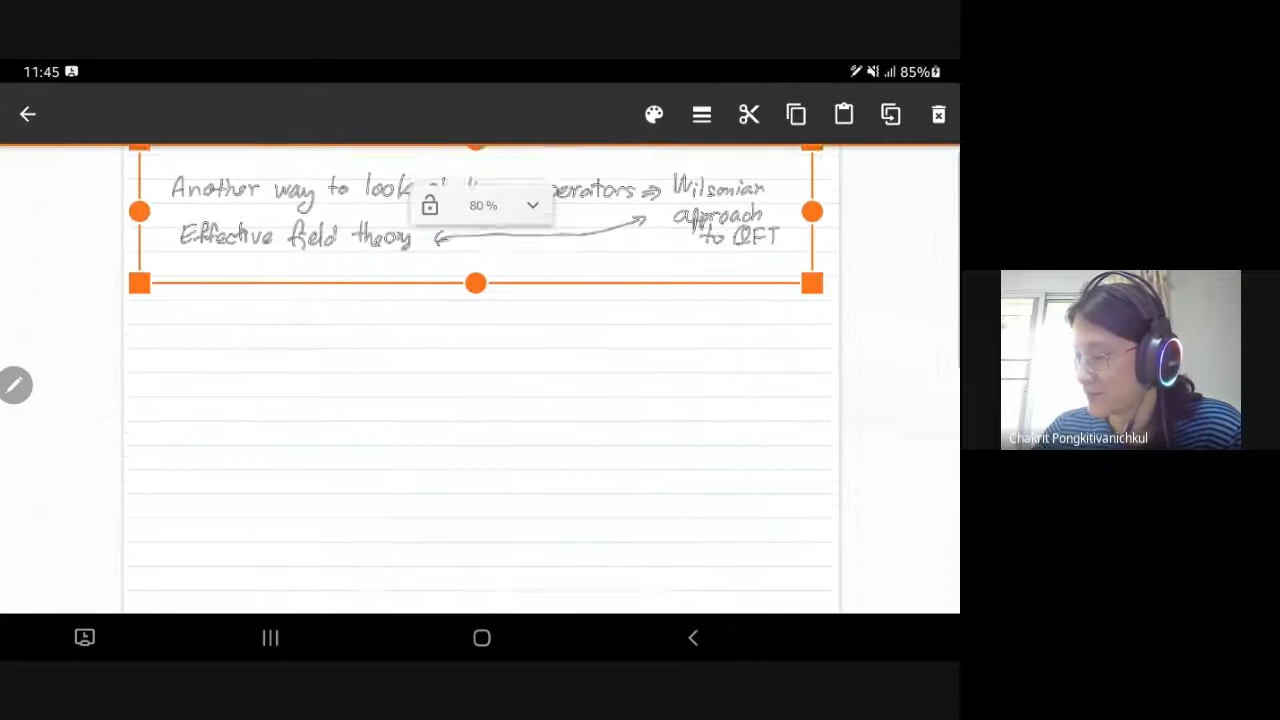 11:45 85%
Another way to look erators ⇒ Wilsonian
approach
80 %
Effective field theory to QFT
Chakrit Pongkitivanichkul